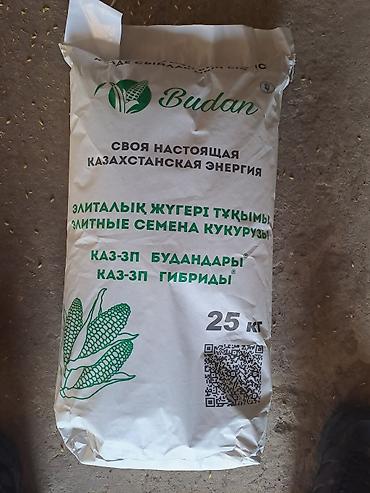 Budan
СВОЯ НАСТОЯЩАЯ
КАЗАХСТАНСКАЯ ЭНЕРГИЯ
ЭЛИТАЛЫҚ ЖҮГЕРІ ТҰҚЫМЫ
ЭЛИТНЫЕ СЕМЕНА КУКУРУЗЫ
КАЗ-ЗП БУДАНДАРЫ®
КАЗ-ЗП ГИБРИДЫ®
25 КГ